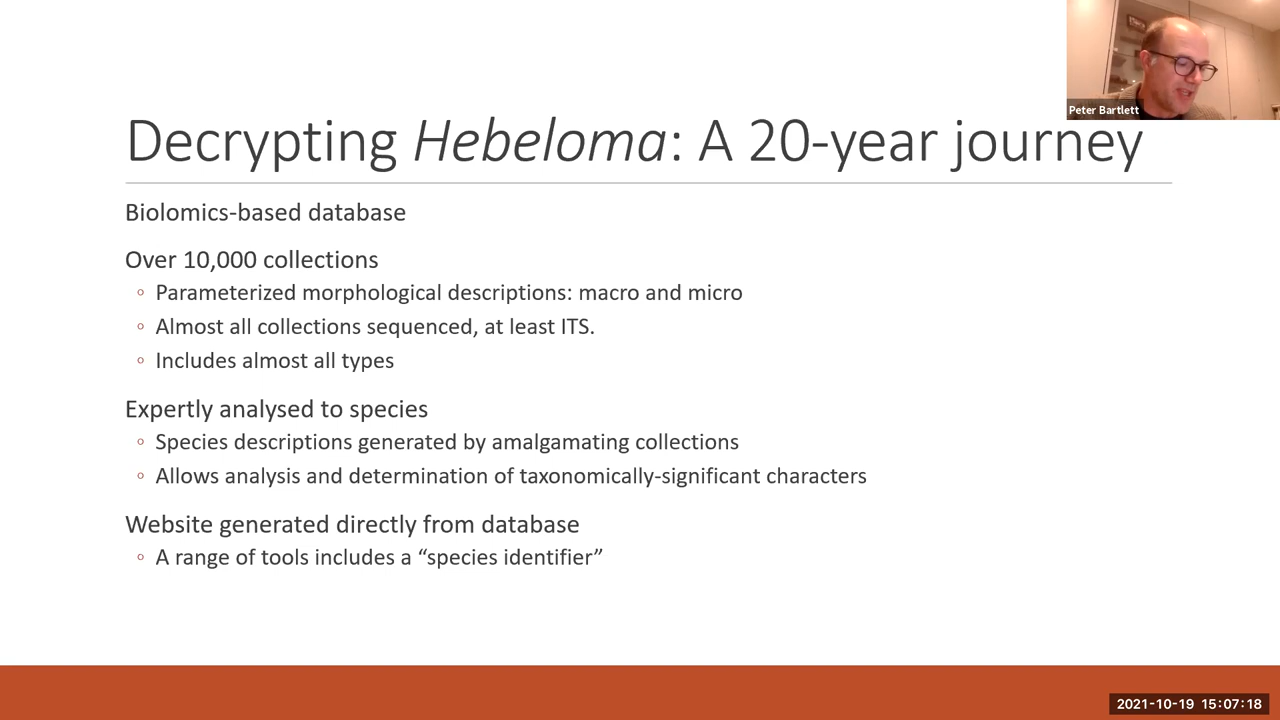 Peter Bartlett
Decrypting Hebeloma: A 20-year journey
Biolomics-based database
Over 10,000 collections
◦ Parameterized morphological descriptions: macro and micro
◦ Almost all collections sequenced, at least ITS.
◦ Includes almost all types
Expertly analysed to species
◦ Species descriptions generated by amalgamating collections
◦ Allows analysis and determination of taxonomically-significant characters
Website generated directly from database
◦ A range of tools includes a “species identifier”
2021-10-19 15:07:18